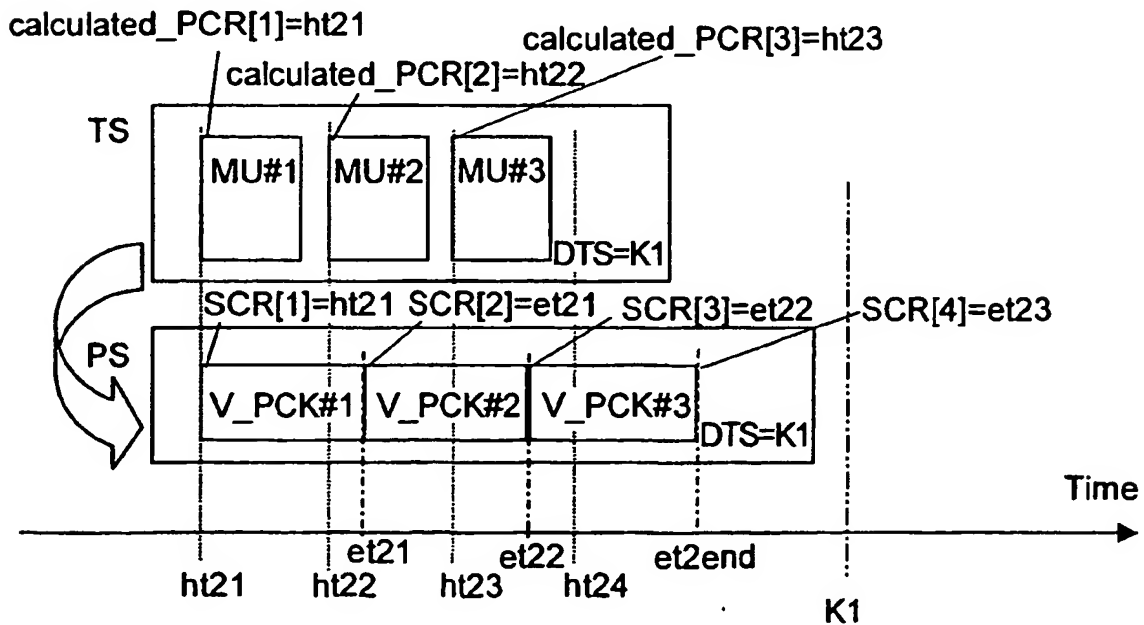 calculated_PCR[1]=ht21
calculated_PCR[3]=ht23
calculated_PCR[2]=ht22
TS
MU#1
MU#2
MU#3
DTS=K1
SCR[1]=ht21
SCR[2]=et21
SCR[3]=et22
SCR[4]=et23
PS
V_PCK#1
V_PCK#2
V_PCK#3
DTS=K1
Time
et21
et22
et2end
ht21
ht22
ht23
ht24
K1